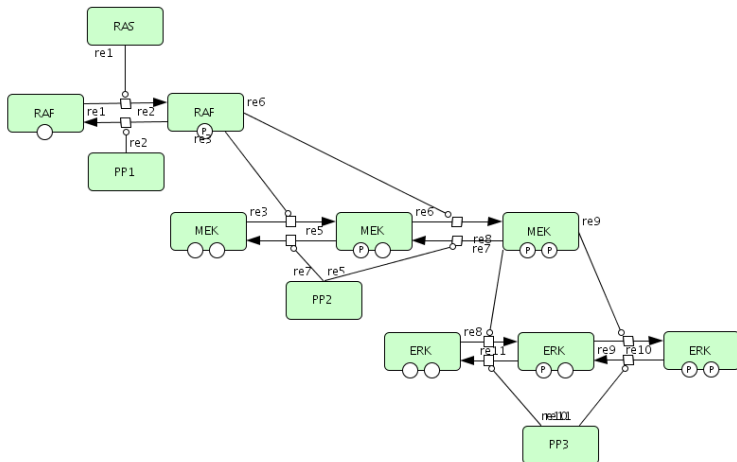 RAS
re1
RAF
re1
re2
RAF
P
re3
re6
re2
PP1
MEK
re3
re5
MEK
P
re6
re8
re7
MEK
P P
re9
re7
re5
PP2
ERK
re8
re11
ERK
P
re9
re10
ERK
P P
PP3